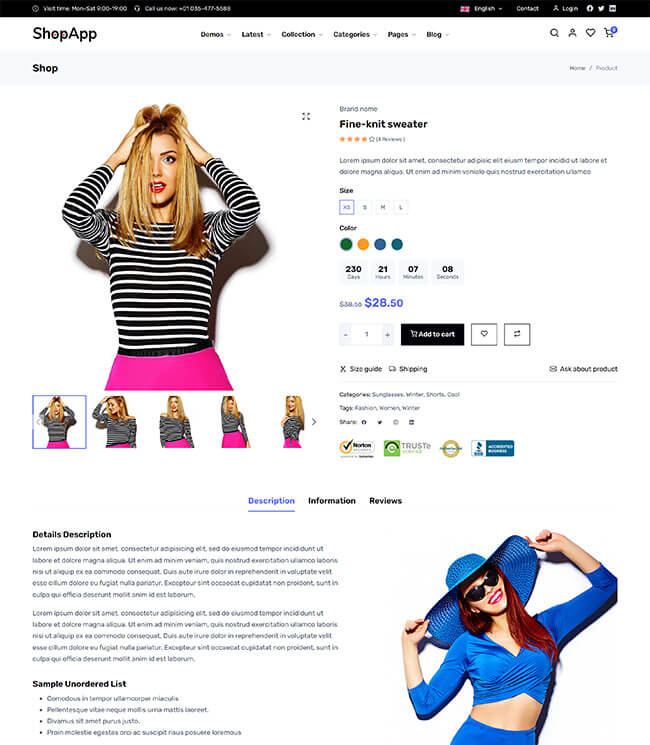 Visit time: Mon-Sat 9:00-19:00 Call us now: +01 035-477-5588 English Contact Login
ShopApp Demos Latest Collection Categories Pages Blog 0
Shop Home / Product
Brand name
Fine-knit sweater
(4 Reviews)
Lorem ipsum dolor sit amet, consectetur adipisic elit eiusm tempor incidid ut labore et
dolore magna aliqua. Ut enim ad minim venialo quis nostrud exercitation ullamco
Size
XS S M L
Color
230 21 07 08
Days Hours Minutes Seconds
$38.50 $28.50
- 1 + Add to cart
Size guide Shipping Ask about product
Categories: Sunglasses, Winter, Shorts, Cool
Tags: Fashion, Women, Winter
Share:
Norton TRUSTe BBB ACCREDITED BUSINESS
Description Information Reviews
Details Description
Lorem ipsum dolor sit amet, consectetur adipisicing elit, sed do eiusmod tempor incididunt ut
labore et dolore magna aliqua. Ut enim ad minim veniam, quis nostrud exercitation ullamco laboris
nisi ut aliquip ex ea commodo consequat. Duis aute irure dolor in reprehenderit in voluptate velit
esse cillum dolore eu fugiat nulla pariatur. Excepteur sint occaecat cupidatat non proident, sunt in
culpa qui officia deserunt mollit anim id est laborum.
Lorem ipsum dolor sit amet, consectetur adipisicing elit, sed do eiusmod tempor incididunt ut
labore et dolore magna aliqua. Ut enim ad minim veniam, quis nostrud exercitation ullamco laboris
nisi ut aliquip ex ea commodo consequat. Duis aute irure dolor in reprehenderit in voluptate velit
esse cillum dolore eu fugiat nulla pariatur. Excepteur sint occaecat cupidatat non proident, sunt in
culpa qui officia deserunt mollit anim id est laborum.
Sample Unordered List
Comodous in tempor ullamcorper miaculis
Pellentesque vitae neque mollis urna mattis laoreet.
Divamus sit amet purus justo.
Proin molestie egestas orci ac suscipit risus posuere loremous